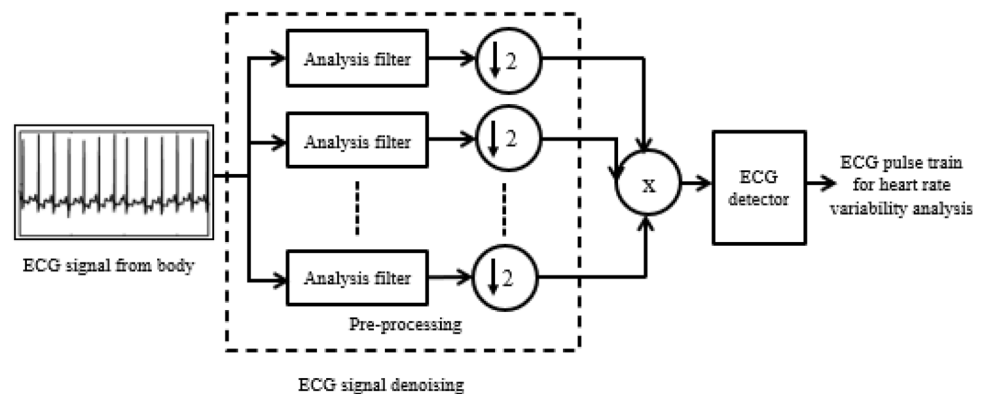 Analysis filter
↓2
Analysis filter
↓2
Analysis filter
↓2
Pre-processing
ECG signal from body
ECG signal denoising
x
ECG
detector
ECG pulse train
for heart rate
variability analysis